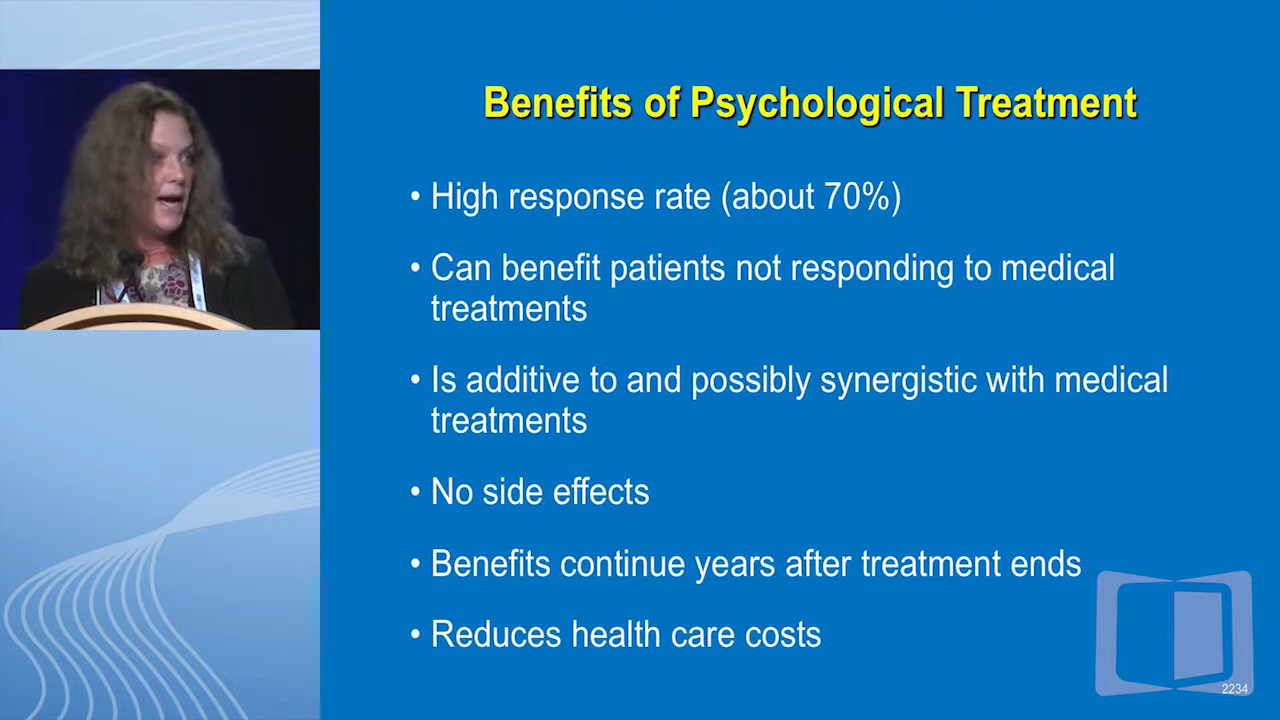 Benefits of Psychological Treatment
• High response rate (about 70%)
• Can benefit patients not responding to medical
treatments
• Is additive to and possibly synergistic with medical
treatments
• No side effects
• Benefits continue years after treatment ends
• Reduces health care costs
2234